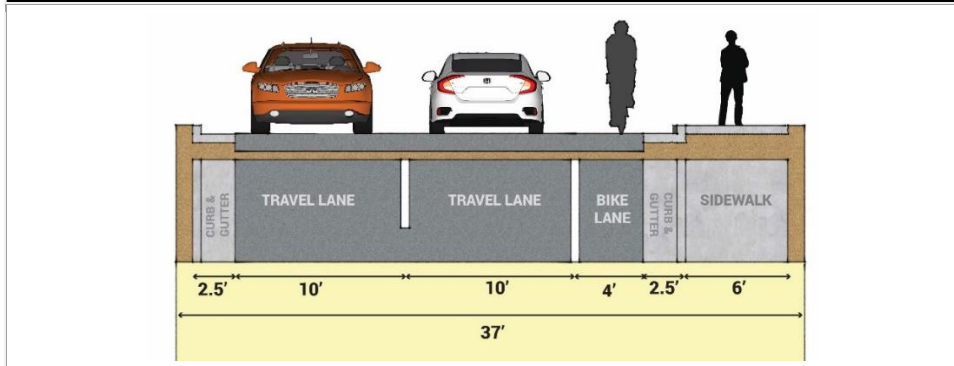 CURB &
GUTTER
TRAVEL LANE
TRAVEL LANE
BIKE
LANE
CURB &
GUTTER
SIDEWALK
2.5'
10'
10'
4'
2.5'
6'
37'